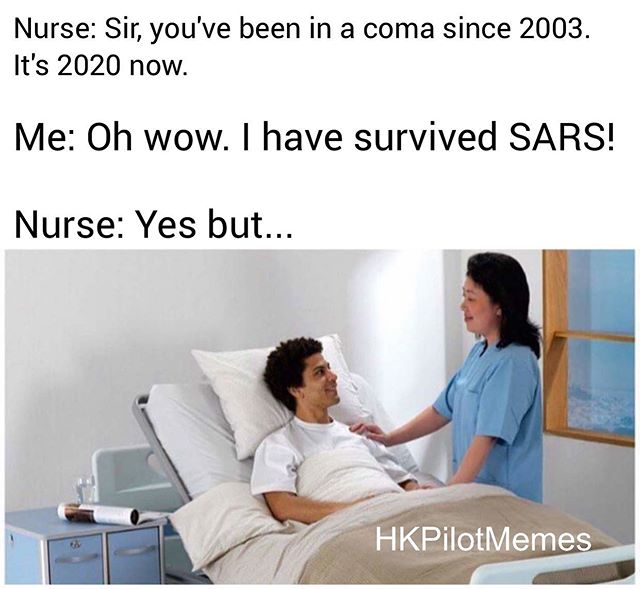 Nurse: Sir, you've been in a coma since 2003.
It's 2020 now.
Me: Oh wow. I have survived SARS!
Nurse: Yes but...
HKPilotMemes